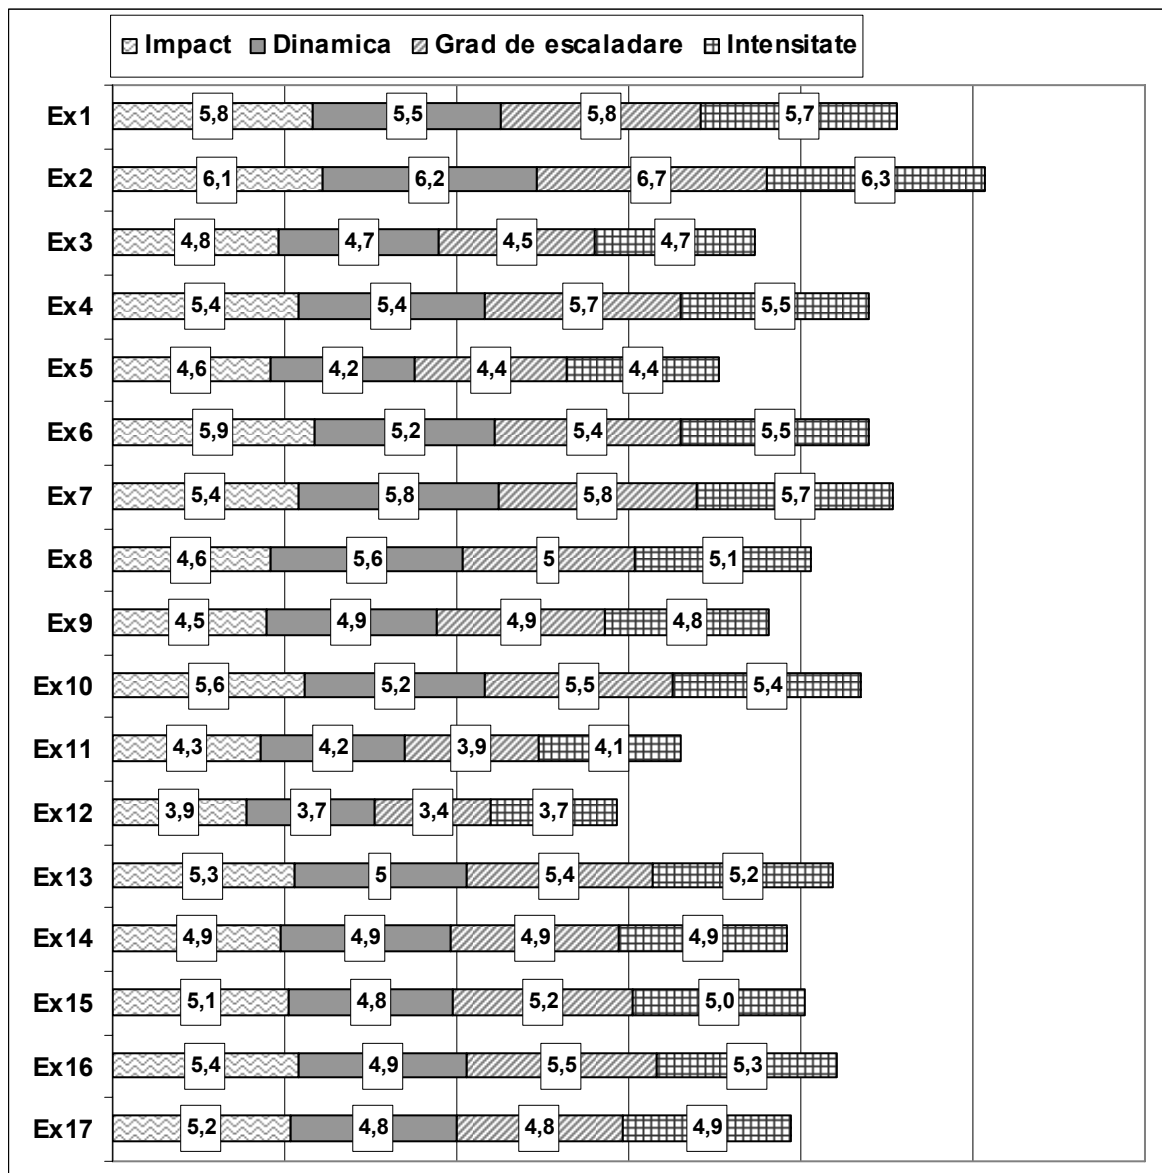 Impact Dinamica Grad de escaladare Intensitate
Ex1 5,8 5,5 5,8 5,7
Ex2 6,1 6,2 6,7 6,3
Ex3 4,8 4,7 4,5 4,7
Ex4 5,4 5,4 5,7 5,5
Ex5 4,6 4,2 4,4 4,4
Ex6 5,9 5,2 5,4 5,5
Ex7 5,4 5,8 5,8 5,7
Ex8 4,6 5,6 5 5,1
Ex9 4,5 4,9 4,9 4,8
Ex10 5,6 5,2 5,5 5,4
Ex11 4,3 4,2 3,9 4,1
Ex12 3,9 3,7 3,4 3,7
Ex13 5,3 5 5,4 5,2
Ex14 4,9 4,9 4,9 4,9
Ex15 5,1 4,8 5,2 5,0
Ex16 5,4 4,9 5,5 5,3
Ex17 5,2 4,8 4,8 4,9